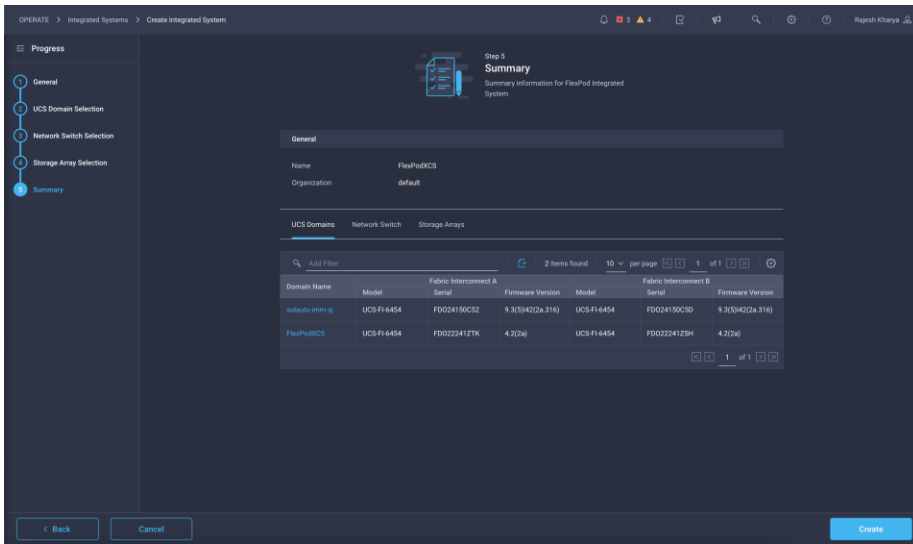 OPERATE > Integrated Systems > Create Integrated System
3 4
Rajesh Kharya
Progress
1 General
2 UCS Domain Selection
3 Network Switch Selection
4 Storage Array Selection
5 Summary
Step 5
Summary
Summary information for FlexPod Integrated
System
General
Name FlexPodXCS
Organization default
UCS Domains Network Switch Storage Arrays
Add Filter 2 items found 10 per page 1 of 1
Domain Name Fabric Interconnect A Fabric Interconnect B
Model Serial Firmware Version Model Serial Firmware Version
solauto-imm-sj UCS-FI-6454 FDO24150CS2 9.3(5)I42(2a.316) UCS-FI-6454 FDO24150CSD 9.3(5)I42(2a.316)
FlexPodXCS UCS-FI-6454 FDO22241ZTK 4.2(2a) UCS-FI-6454 FDO22241ZSH 4.2(2a)
1 of 1
< Back Cancel Create